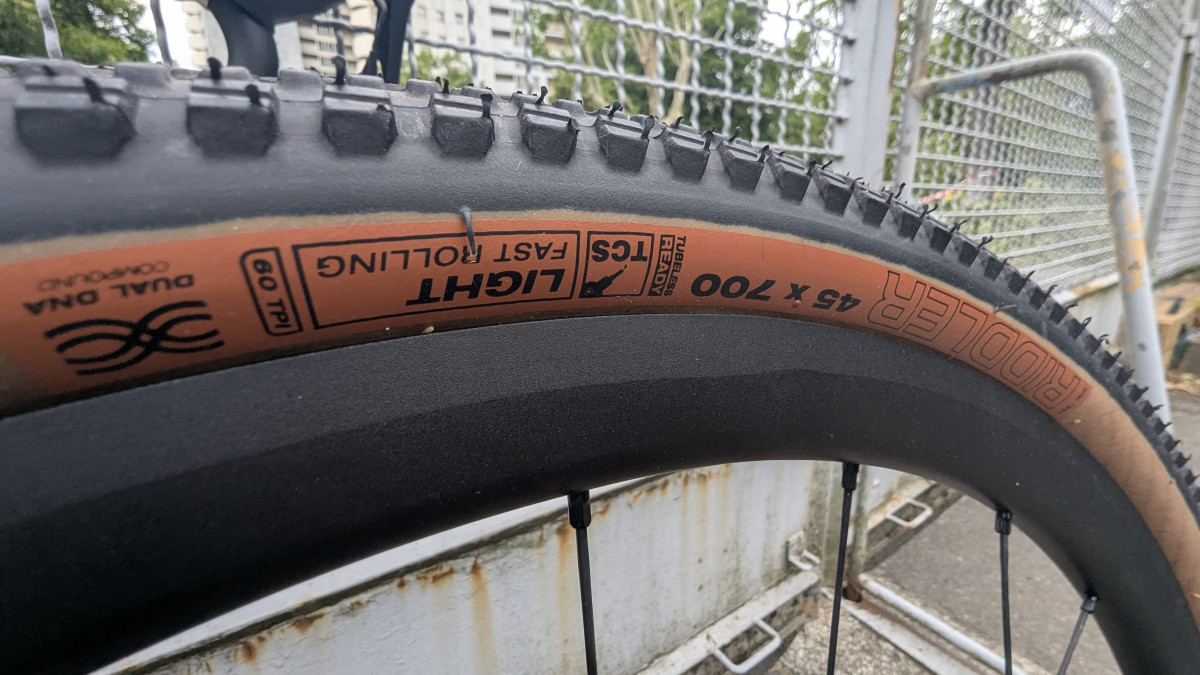 RIDDLER
45 x 700
TUBELESS
READY
TCS
LIGHT
FAST ROLLING
60 TPI
DUAL DNA
COMPOUND